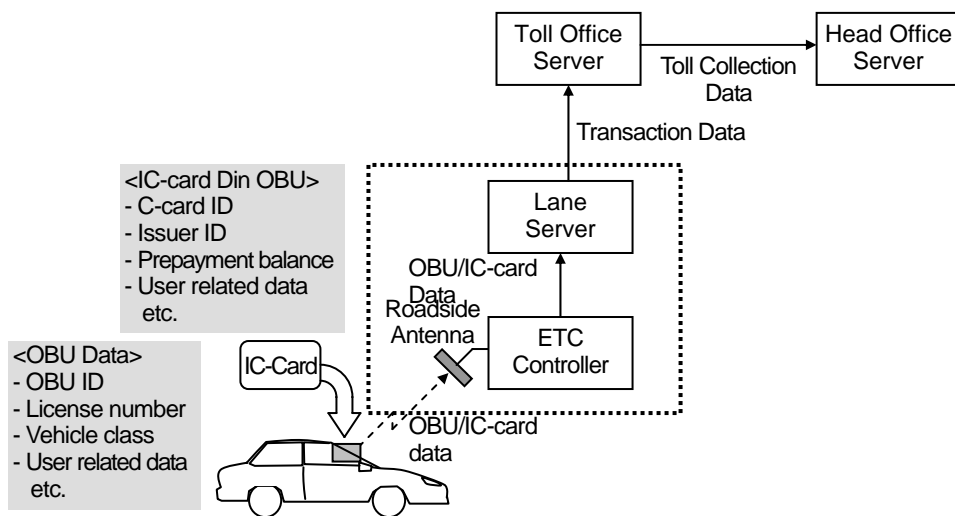 Toll Office
Server
Head Office
Server
Toll Collection
Data
Transaction Data
<IC-card Din OBU>
- C-card ID
- Issuer ID
- Prepayment balance
- User related data
etc.
Lane
Server
OBU/IC-card
Data
Roadside
Antenna
ETC
Controller
<OBU Data>
- OBU ID
- License number
- Vehicle class
- User related data
etc.
IC-Card
OBU/IC-card
data